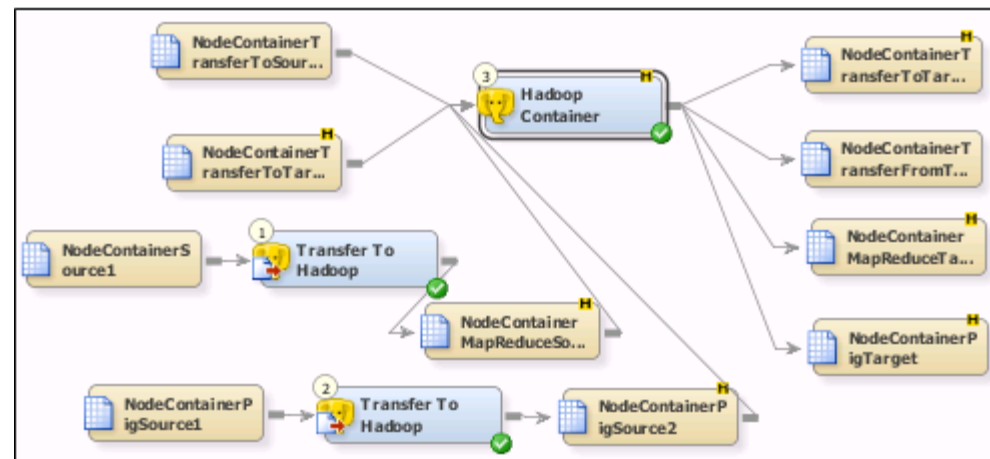 NodeContainerT
ransferToSour...
3
H
Hadoop
Container
H
NodeContainerT
ransferToTar...
H
NodeContainerT
ransferToTar...
NodeContainerT
ransferFromT...
NodeContainerS
ource1
1
Transfer To
Hadoop
H
NodeContainer
MapReduceTa...
H
NodeContainer
MapReduceSo...
H
NodeContainerP
igTarget
NodeContainerP
igSource1
2
Transfer To
Hadoop
H
NodeContainerP
igSource2